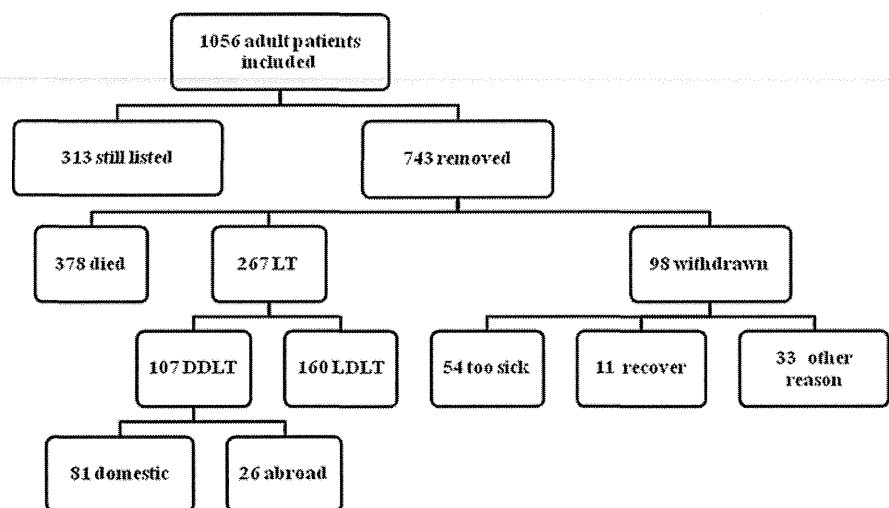 1056 adult patients
included
313 still listed
743 removed
378 died
267 LT
98 withdrawn
107 DDLT
160 LDLT
54 too sick
11 recover
33 other
reason
81 domestic
26 abroad